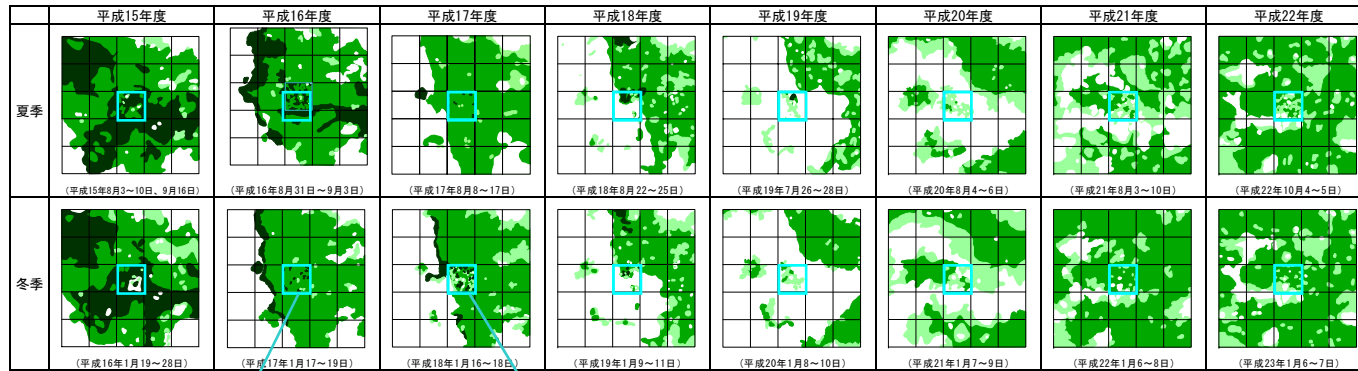 平成15年度 平成16年度 平成17年度 平成18年度 平成19年度 平成20年度 平成21年度 平成22年度
夏季
(平成15年8月3~10日、9月16日) (平成16年8月31日~9月3日) (平成17年8月8~17日) (平成18年8月22~25日) (平成19年7月26~28日) (平成20年8月4~6日) (平成21年8月3~10日) (平成22年10月4~5日)
冬季
(平成16年1月19~28日) (平成17年1月17~19日) (平成18年1月16~18日) (平成19年1月9~11日) (平成20年1月8~10日) (平成21年1月7~9日) (平成22年1月6~8日) (平成23年1月6~7日)